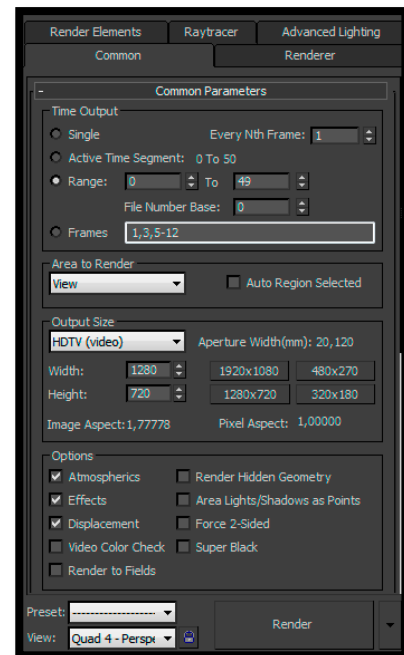 Render Elements Raytracer Advanced Lighting
Common Renderer
- Common Parameters
Time Output
Single Every Nth Frame: 1
Active Time Segment: 0 To 50
Range: 0 To 49
File Number Base: 0
Frames 1,3,5-12
Area to Render
View Auto Region Selected
Output Size
HDTV (video) Aperture Width(mm): 20,120
Width: 1280 1920x1080 480x270
Height: 720 1280x720 320x180
Image Aspect:1,77778 Pixel Aspect: 1,00000
Options
Atmospherics Render Hidden Geometry
Effects Area Lights/Shadows as Points
Displacement Force 2-Sided
Video Color Check Super Black
Render to Fields
Preset: --------------------
View: Quad 4 - Perspe Render